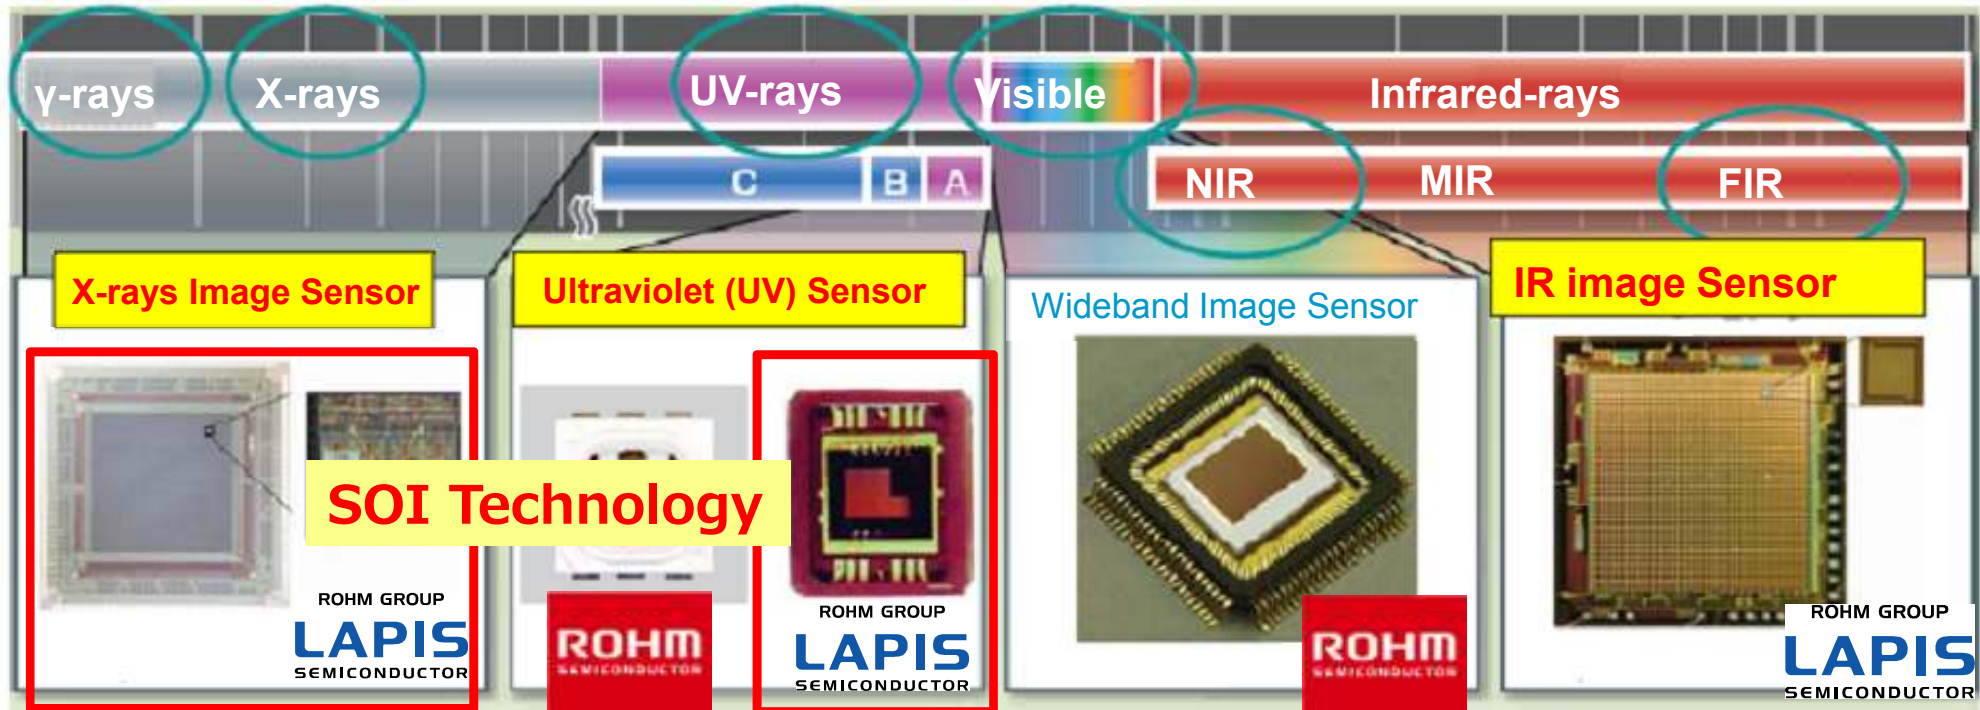 γ-rays
X-rays
UV-rays
Visible
Infrared-rays
C
B
A
NIR
MIR
FIR
X-rays Image Sensor
Ultraviolet (UV) Sensor
Wideband Image Sensor
IR image Sensor
SOI Technology
ROHM GROUP
LAPIS
SEMICONDUCTOR
ROHM
SEMICONDUCTOR
ROHM GROUP
LAPIS
SEMICONDUCTOR
ROHM
SEMICONDUCTOR
ROHM GROUP
LAPIS
SEMICONDUCTOR